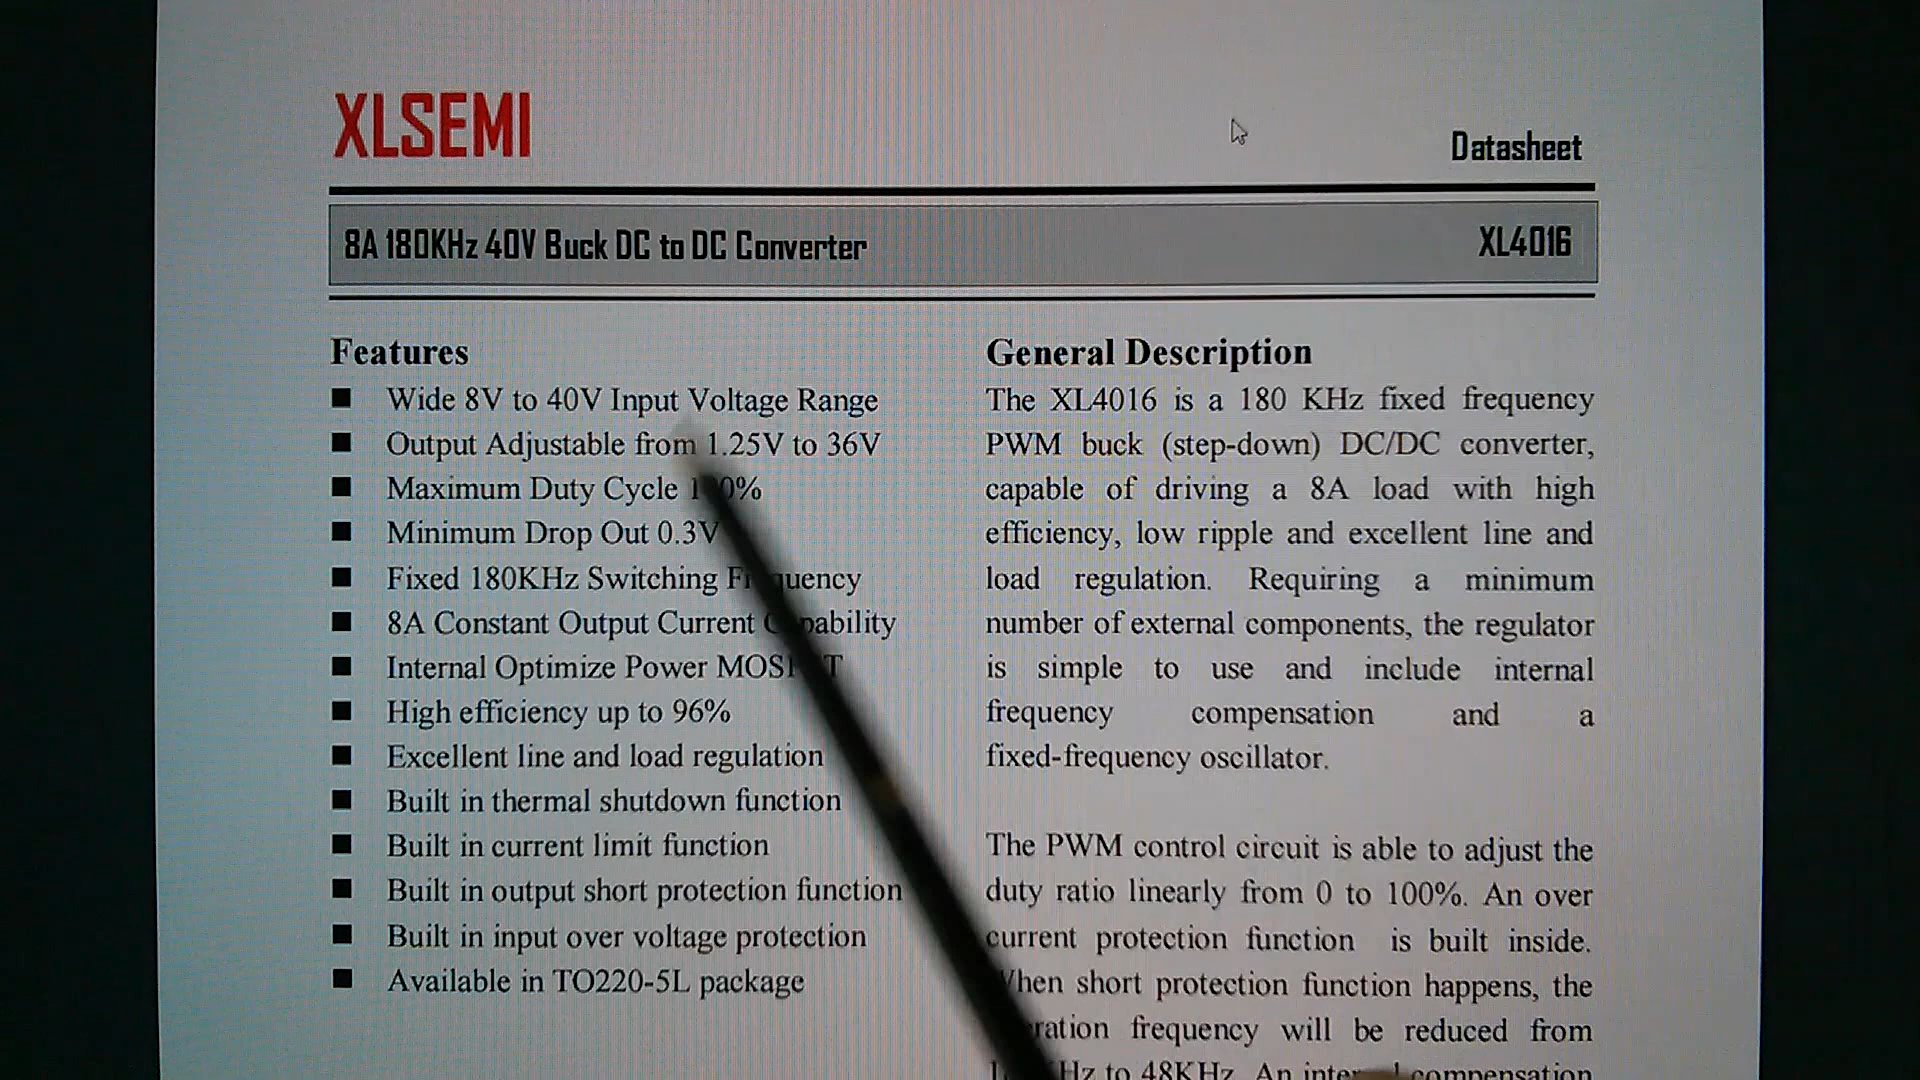 XLSEMI
Datasheet
8A 180KHz 40V Buck DC to DC Converter
XL4016
Features
■ Wide 8V to 40V Input Voltage Range
■ Output Adjustable from 1.25V to 36V
■ Maximum Duty Cycle
■ Minimum Drop Out 0.3V
■ Fixed 180KHz Switching
■ 8A Constant Output Current
■ Internal Optimize Power
■ High efficiency up to 96%
■ Excellent line and load regulation
■ Built in thermal shutdown function
■ Built in current limit function
■ Built in output short protection function
■ Built in input over voltage protection
■ Available in TO220-5L package
General Description
The XL4016 is a 180 KHz fixed frequency
PWM buck (step-down) DC/DC converter,
capable of driving a 8A load with high
efficiency, low ripple and excellent line and
load regulation. Requiring a minimum
number of external components, the regulator
is simple to use and include internal
frequency compensation and a
fixed-frequency oscillator.
The PWM control circuit is able to adjust the
duty ratio linearly from 0 to 100%. An over
current protection function is built inside.
When short protection function happens, the
frequency will be reduced from
to 48KHz. An compensation